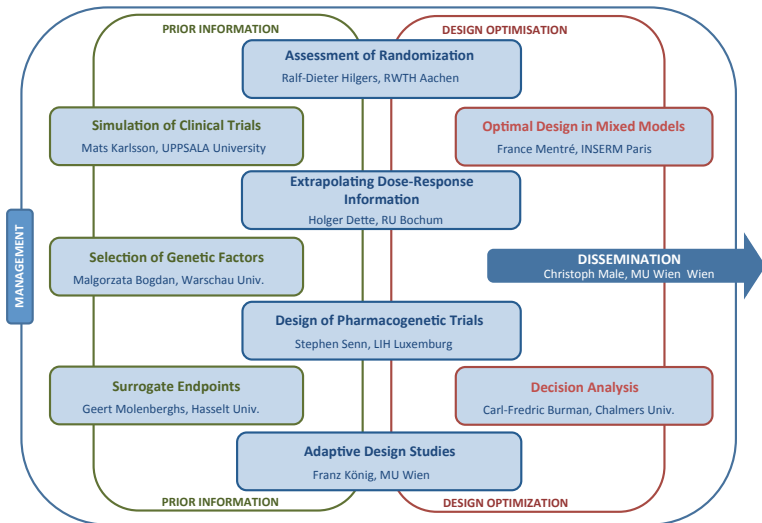 PRIOR INFORMATION
DESIGN OPTIMISATION
Assessment of Randomization
Ralf-Dieter Hilgers, RWTH Aachen
Simulation of Clinical Trials
Mats Karlsson, UPPSALA University
Optimal Design in Mixed Models
France Mentré, INSERM Paris
Extrapolating Dose-Response
Information
Holger Dette, RU Bochum
MANAGEMENT
Selection of Genetic Factors
Malgorzata Bogdan, Warschau Univ.
DISSEMINATION
Christoph Male, MU Wien Wien
Design of Pharmacogenetic Trials
Stephen Senn, LIH Luxemburg
Surrogate Endpoints
Geert Molenberghs, Hasselt Univ.
Decision Analysis
Carl-Fredric Burman, Chalmers Univ.
Adaptive Design Studies
Franz König, MU Wien
PRIOR INFORMATION
DESIGN OPTIMIZATION